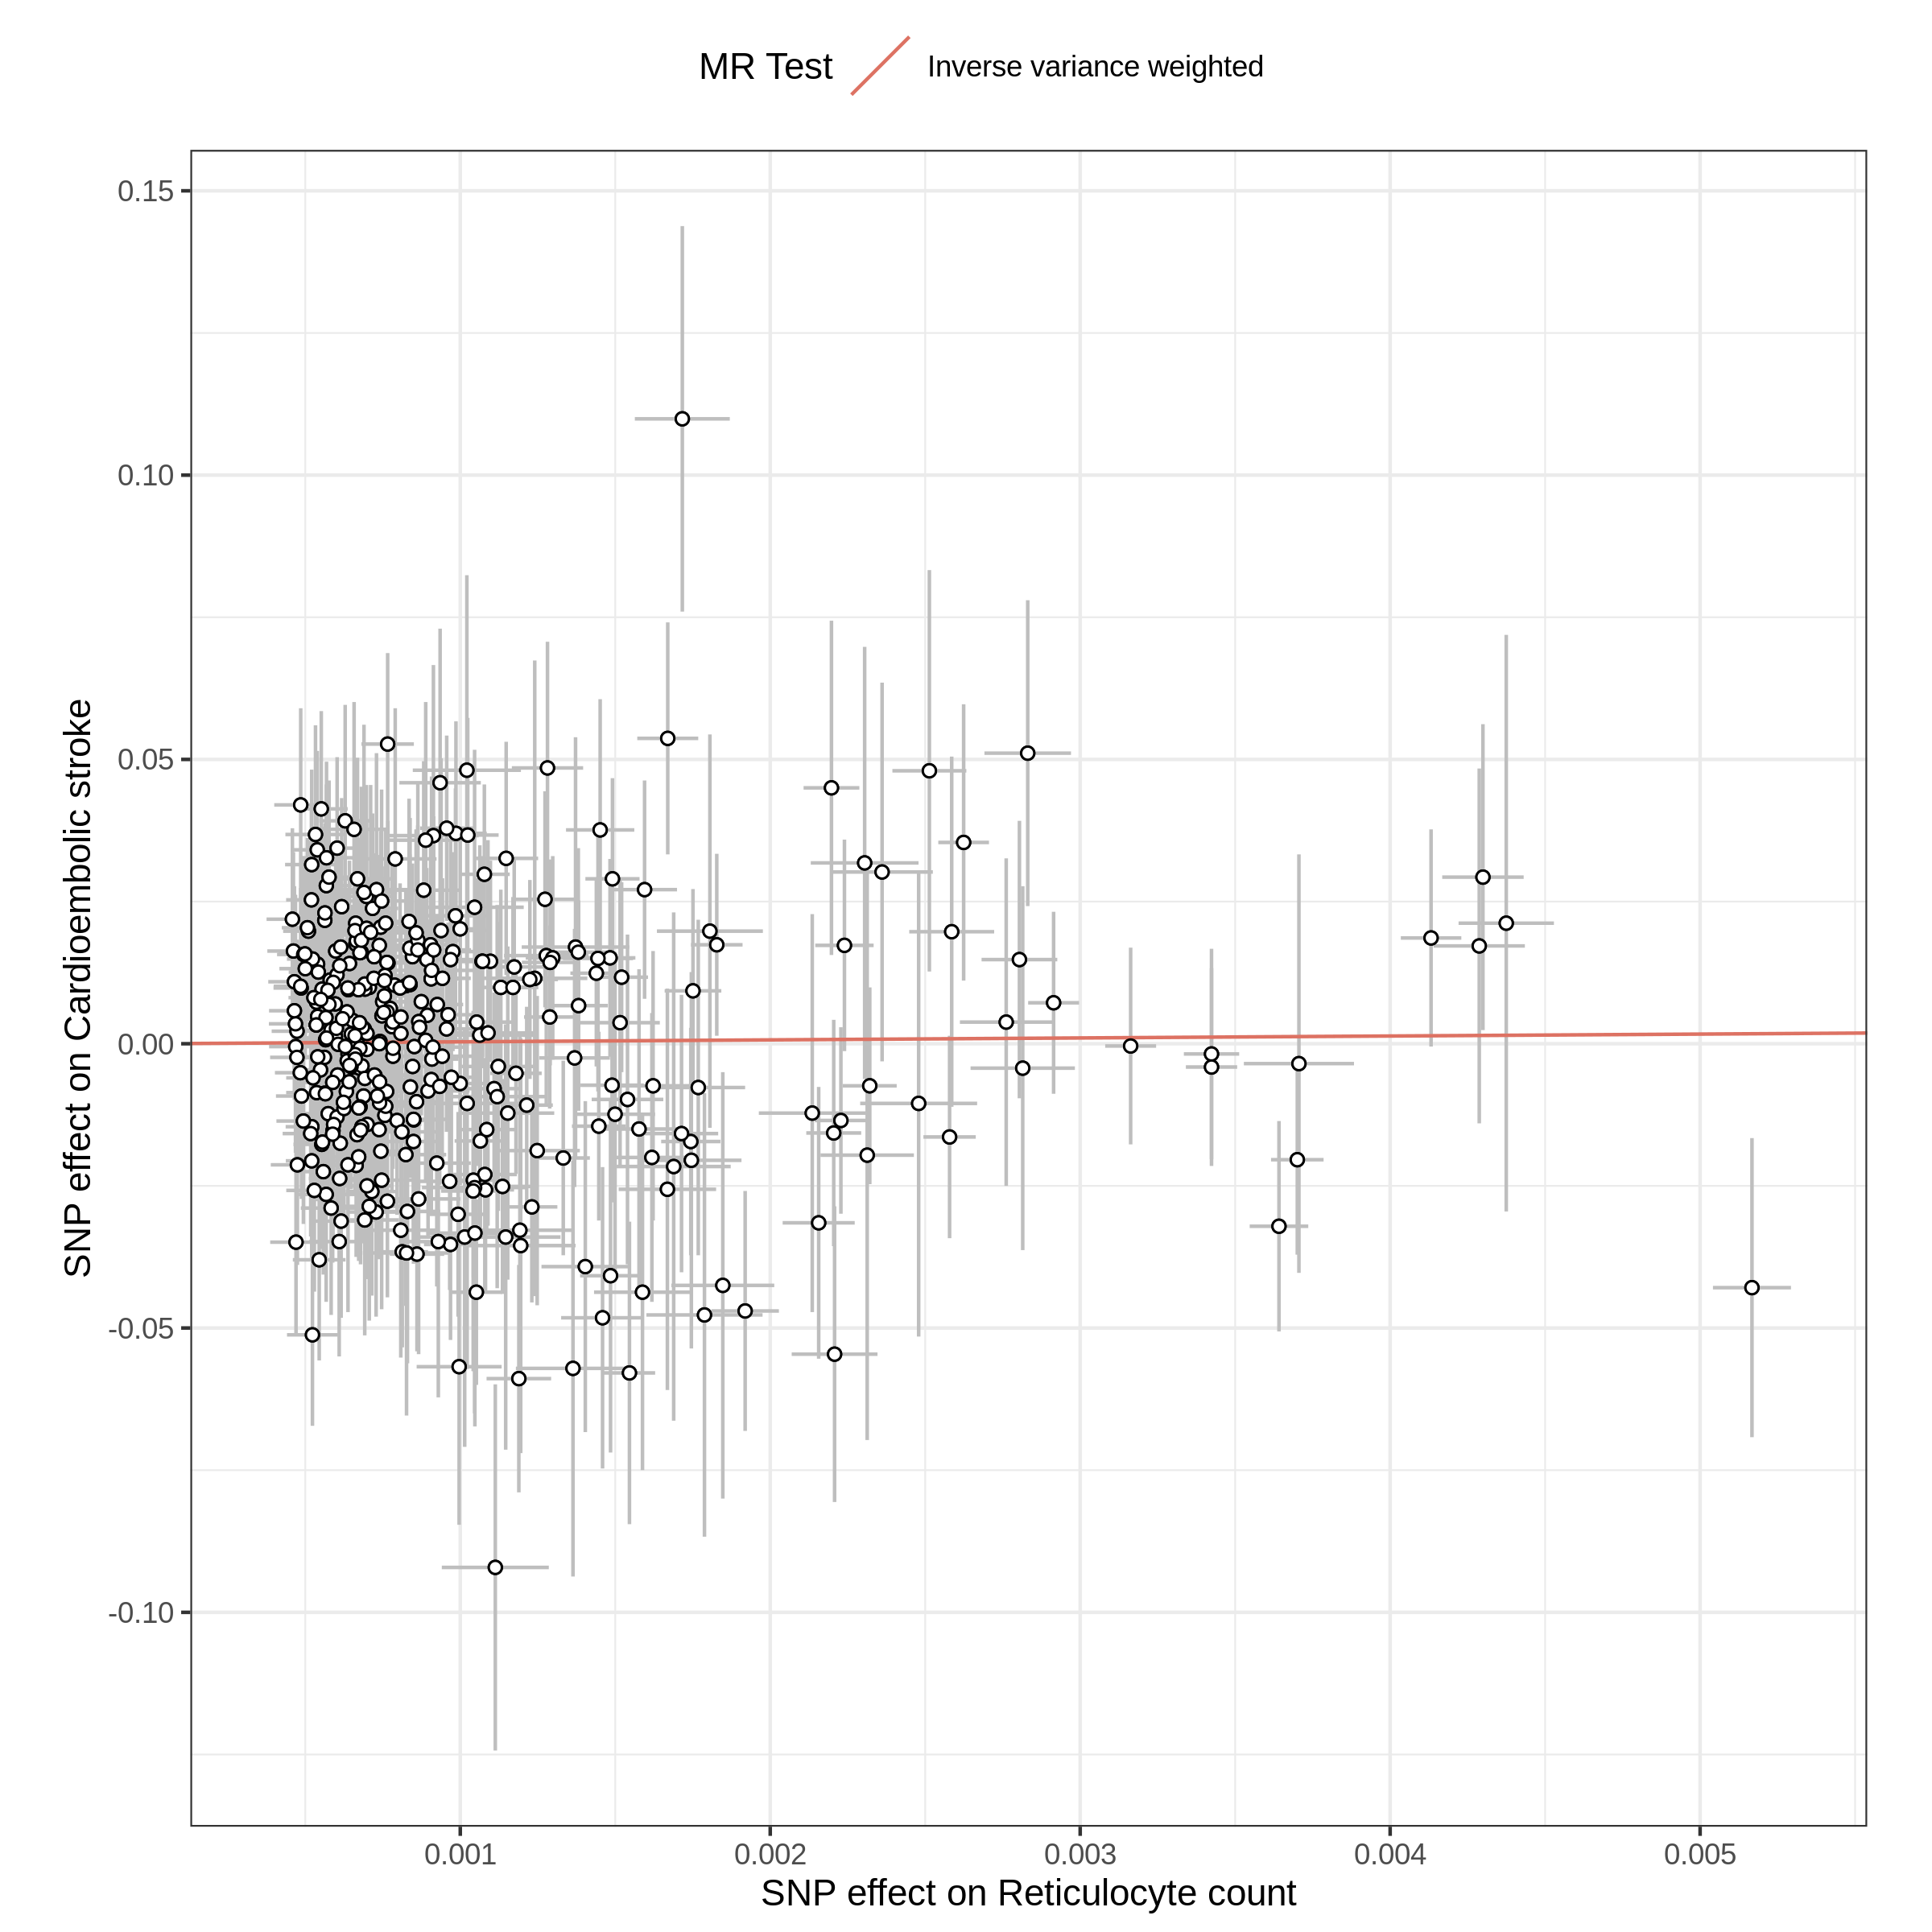 MR Test Inverse variance weighted
0.15
0.10
0.05
0.00
-0.05
-0.10
SNP effect on Cardioembolic stroke
0.001 0.002 0.003 0.004 0.005
SNP effect on Reticulocyte count